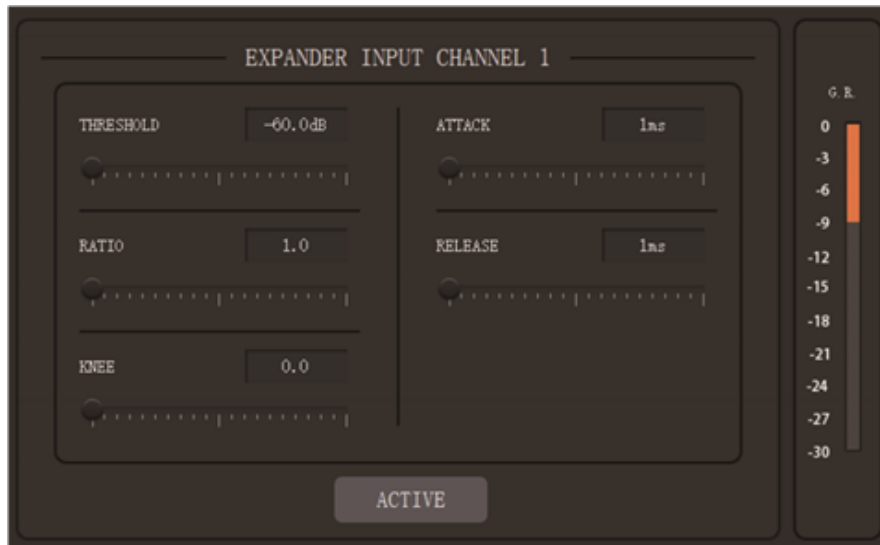 EXPANDER INPUT CHANNEL 1
THRESHOLD -60.0dB
RATIO 1.0
KNEE 0.0
ATTACK 1ms
RELEASE 1ms
ACTIVE
G.R.
0
-3
-6
-9
-12
-15
-18
-21
-24
-27
-30